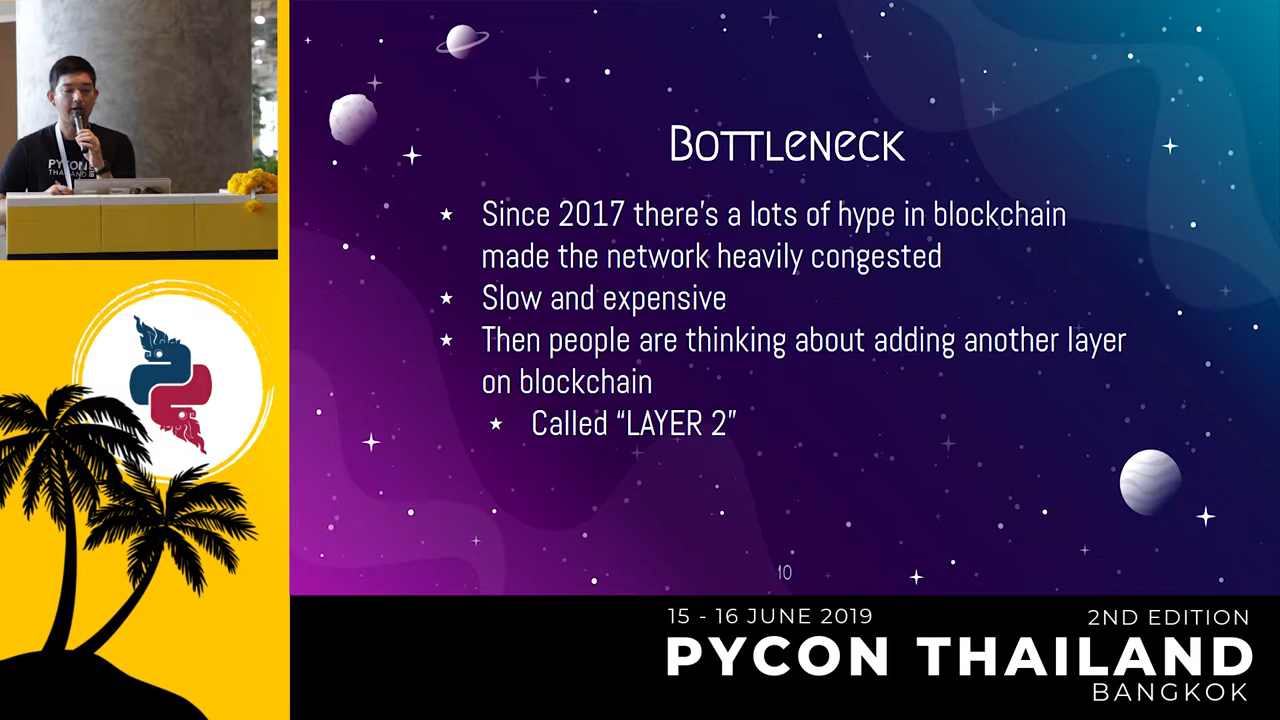 PYCON
THAILAND
Bottleneck
Since 2017 there's a lots of hype in blockchain
made the network heavily congested
Slow and expensive
Then people are thinking about adding another layer
on blockchain
Called “LAYER 2”
10
15 - 16 JUNE 2019
2ND EDITION
PYCON THAILAND
BANGKOK